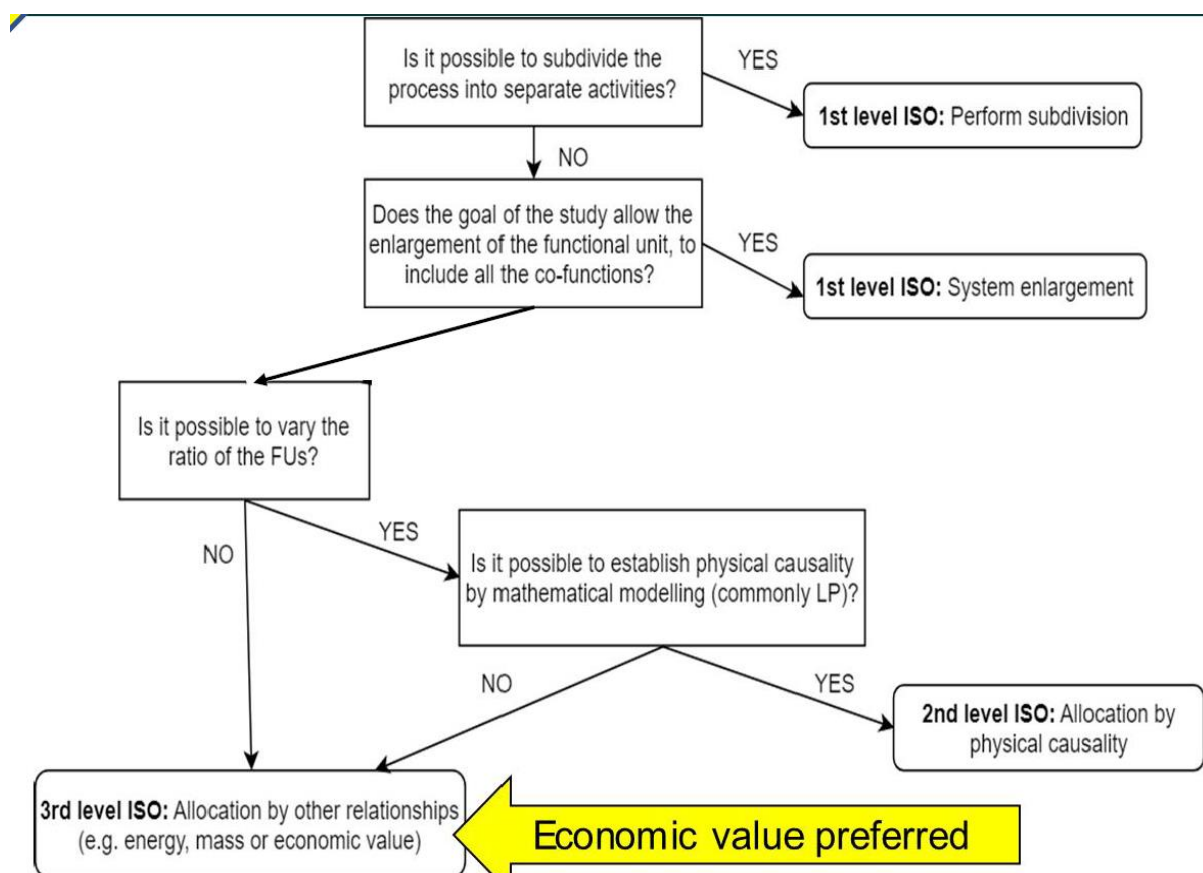 Is it possible to subdivide the
process into separate activities?
YES
1st level ISO: Perform subdivision
NO
Does the goal of the study allow the
enlargement of the functional unit, to
include all the co-functions?
YES
1st level ISO: System enlargement
Is it possible to vary the
ratio of the FUs?
YES
NO
Is it possible to establish physical causality
by mathematical modelling (commonly LP)?
NO
YES
2nd level ISO: Allocation by
physical causality
3rd level ISO: Allocation by other relationships
(e.g. energy, mass or economic value)
Economic value preferred